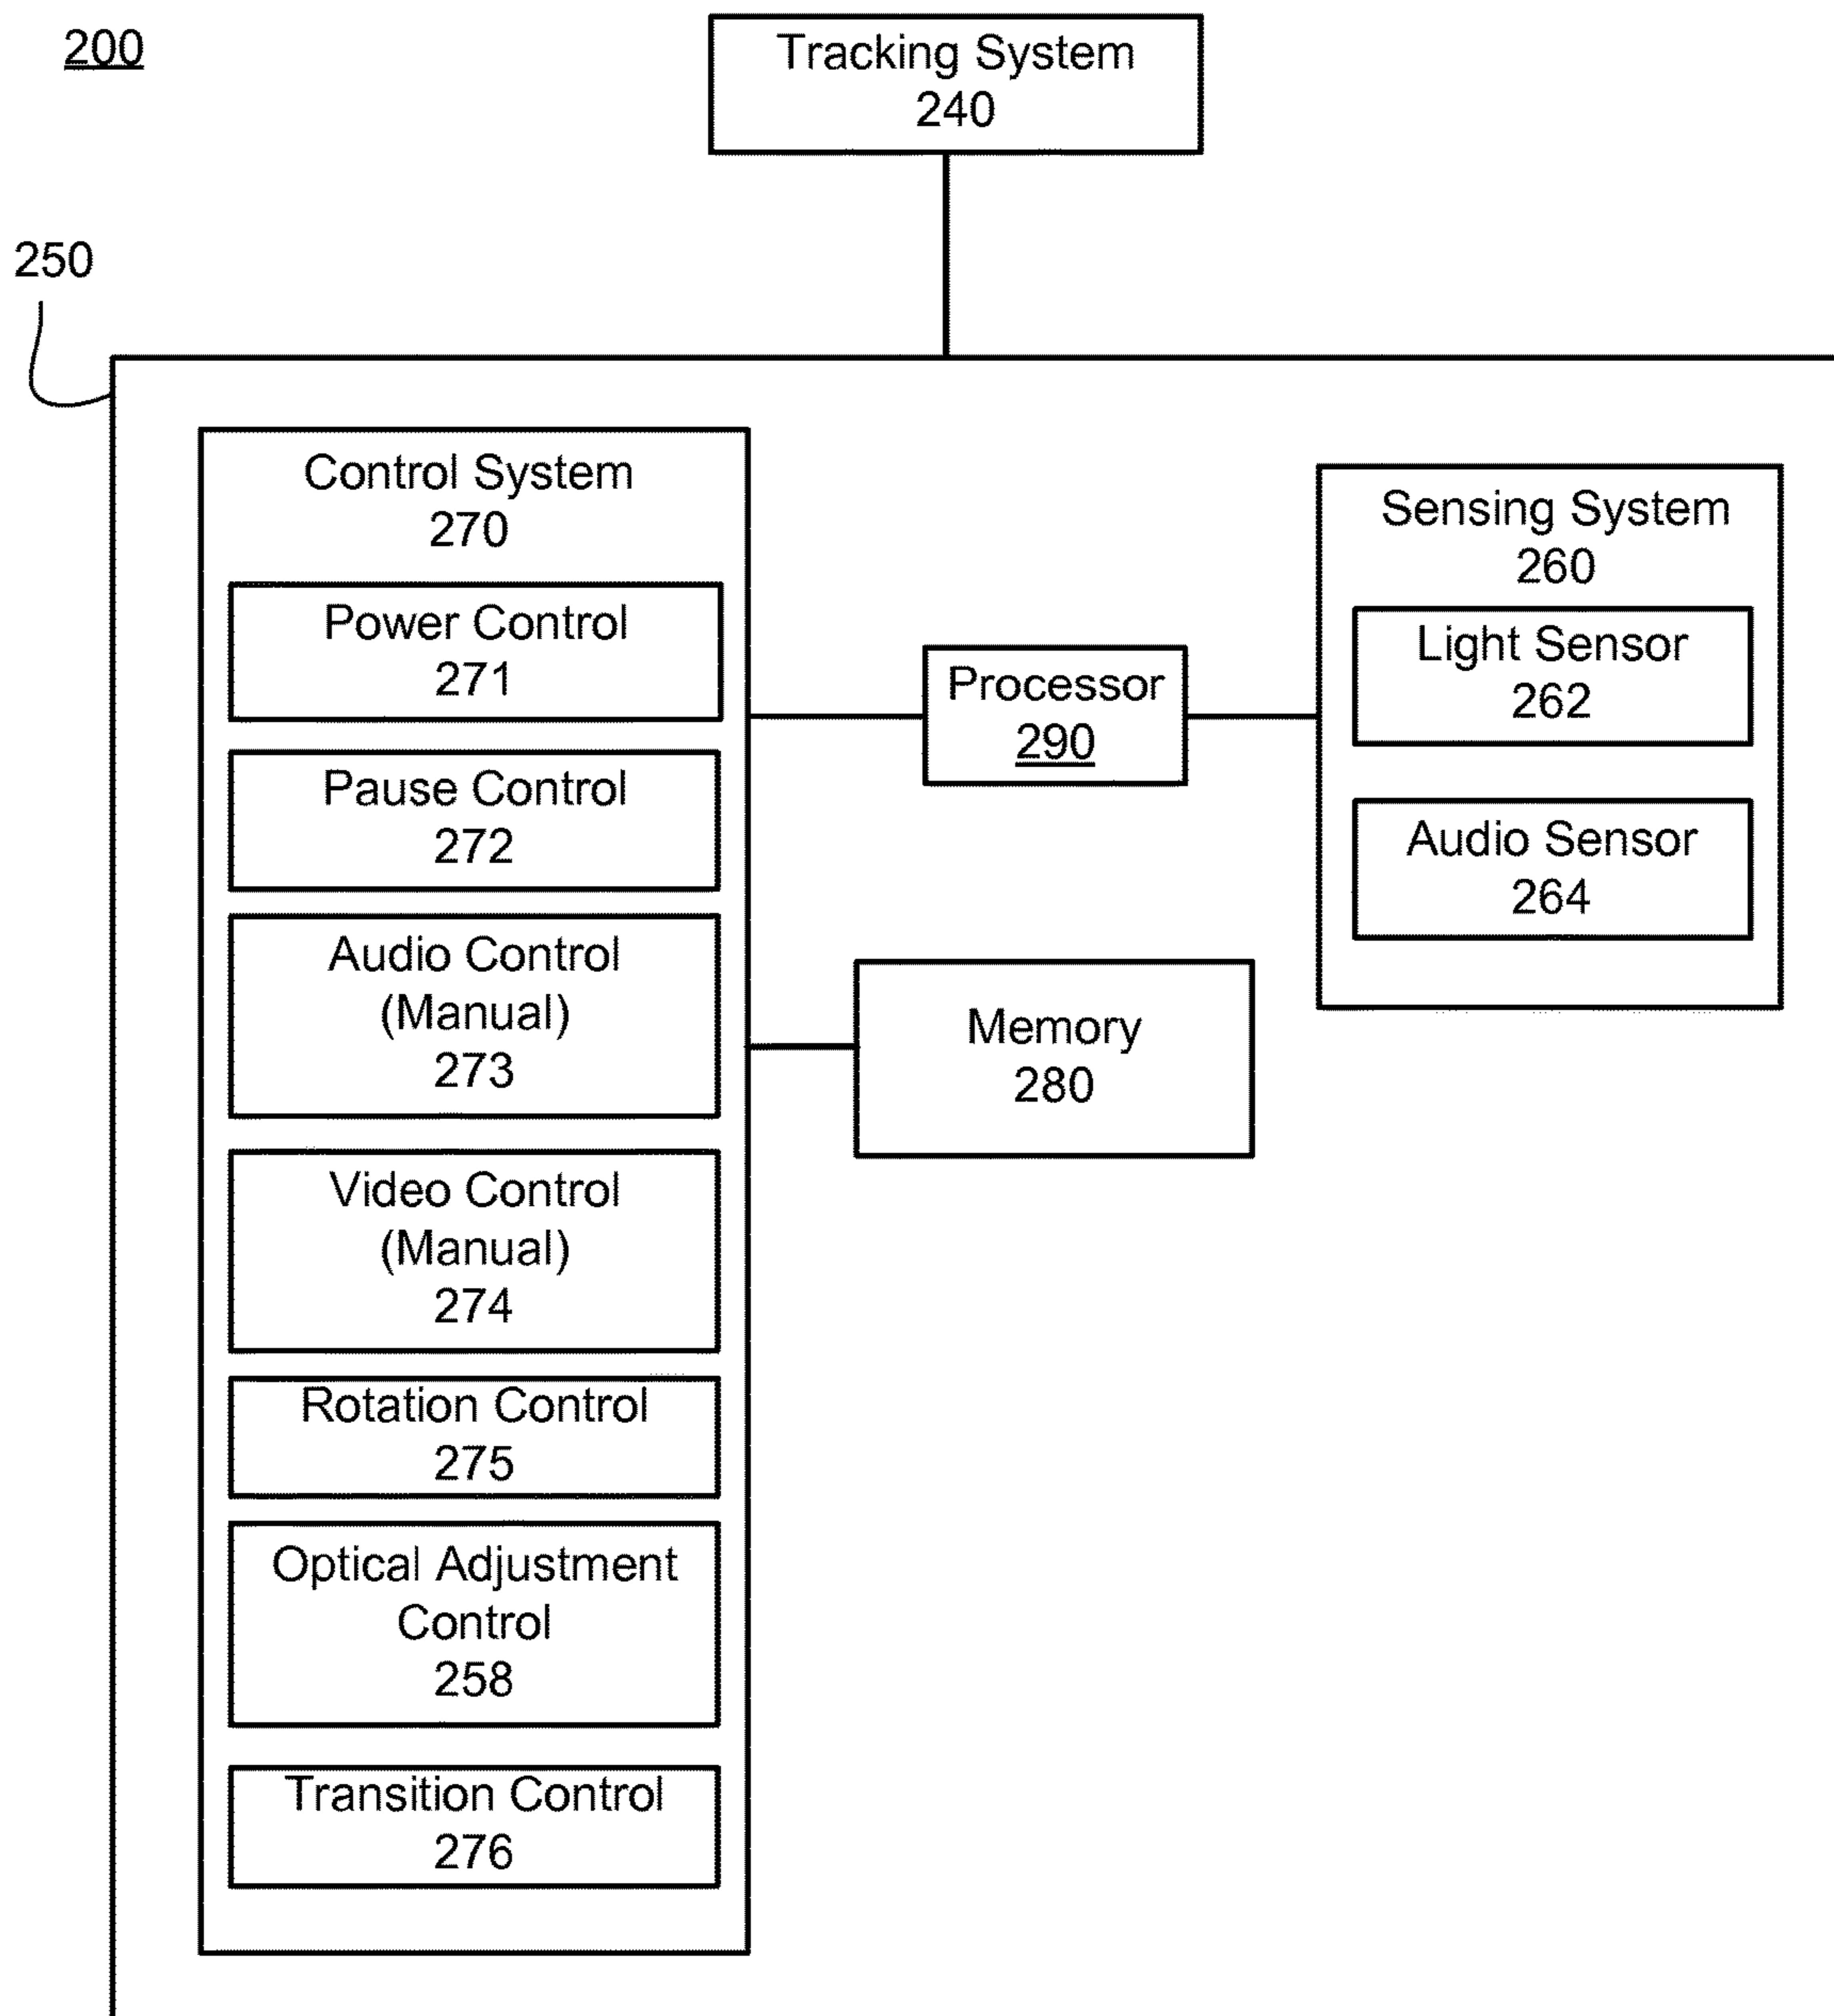 200
Tracking System
240
250
Control System
270
Power Control
271
Pause Control
272
Audio Control
(Manual)
273
Video Control
(Manual)
274
Rotation Control
275
Optical Adjustment
Control
258
Transition Control
276
Processor
290
Memory
280
Sensing System
260
Light Sensor
262
Audio Sensor
264